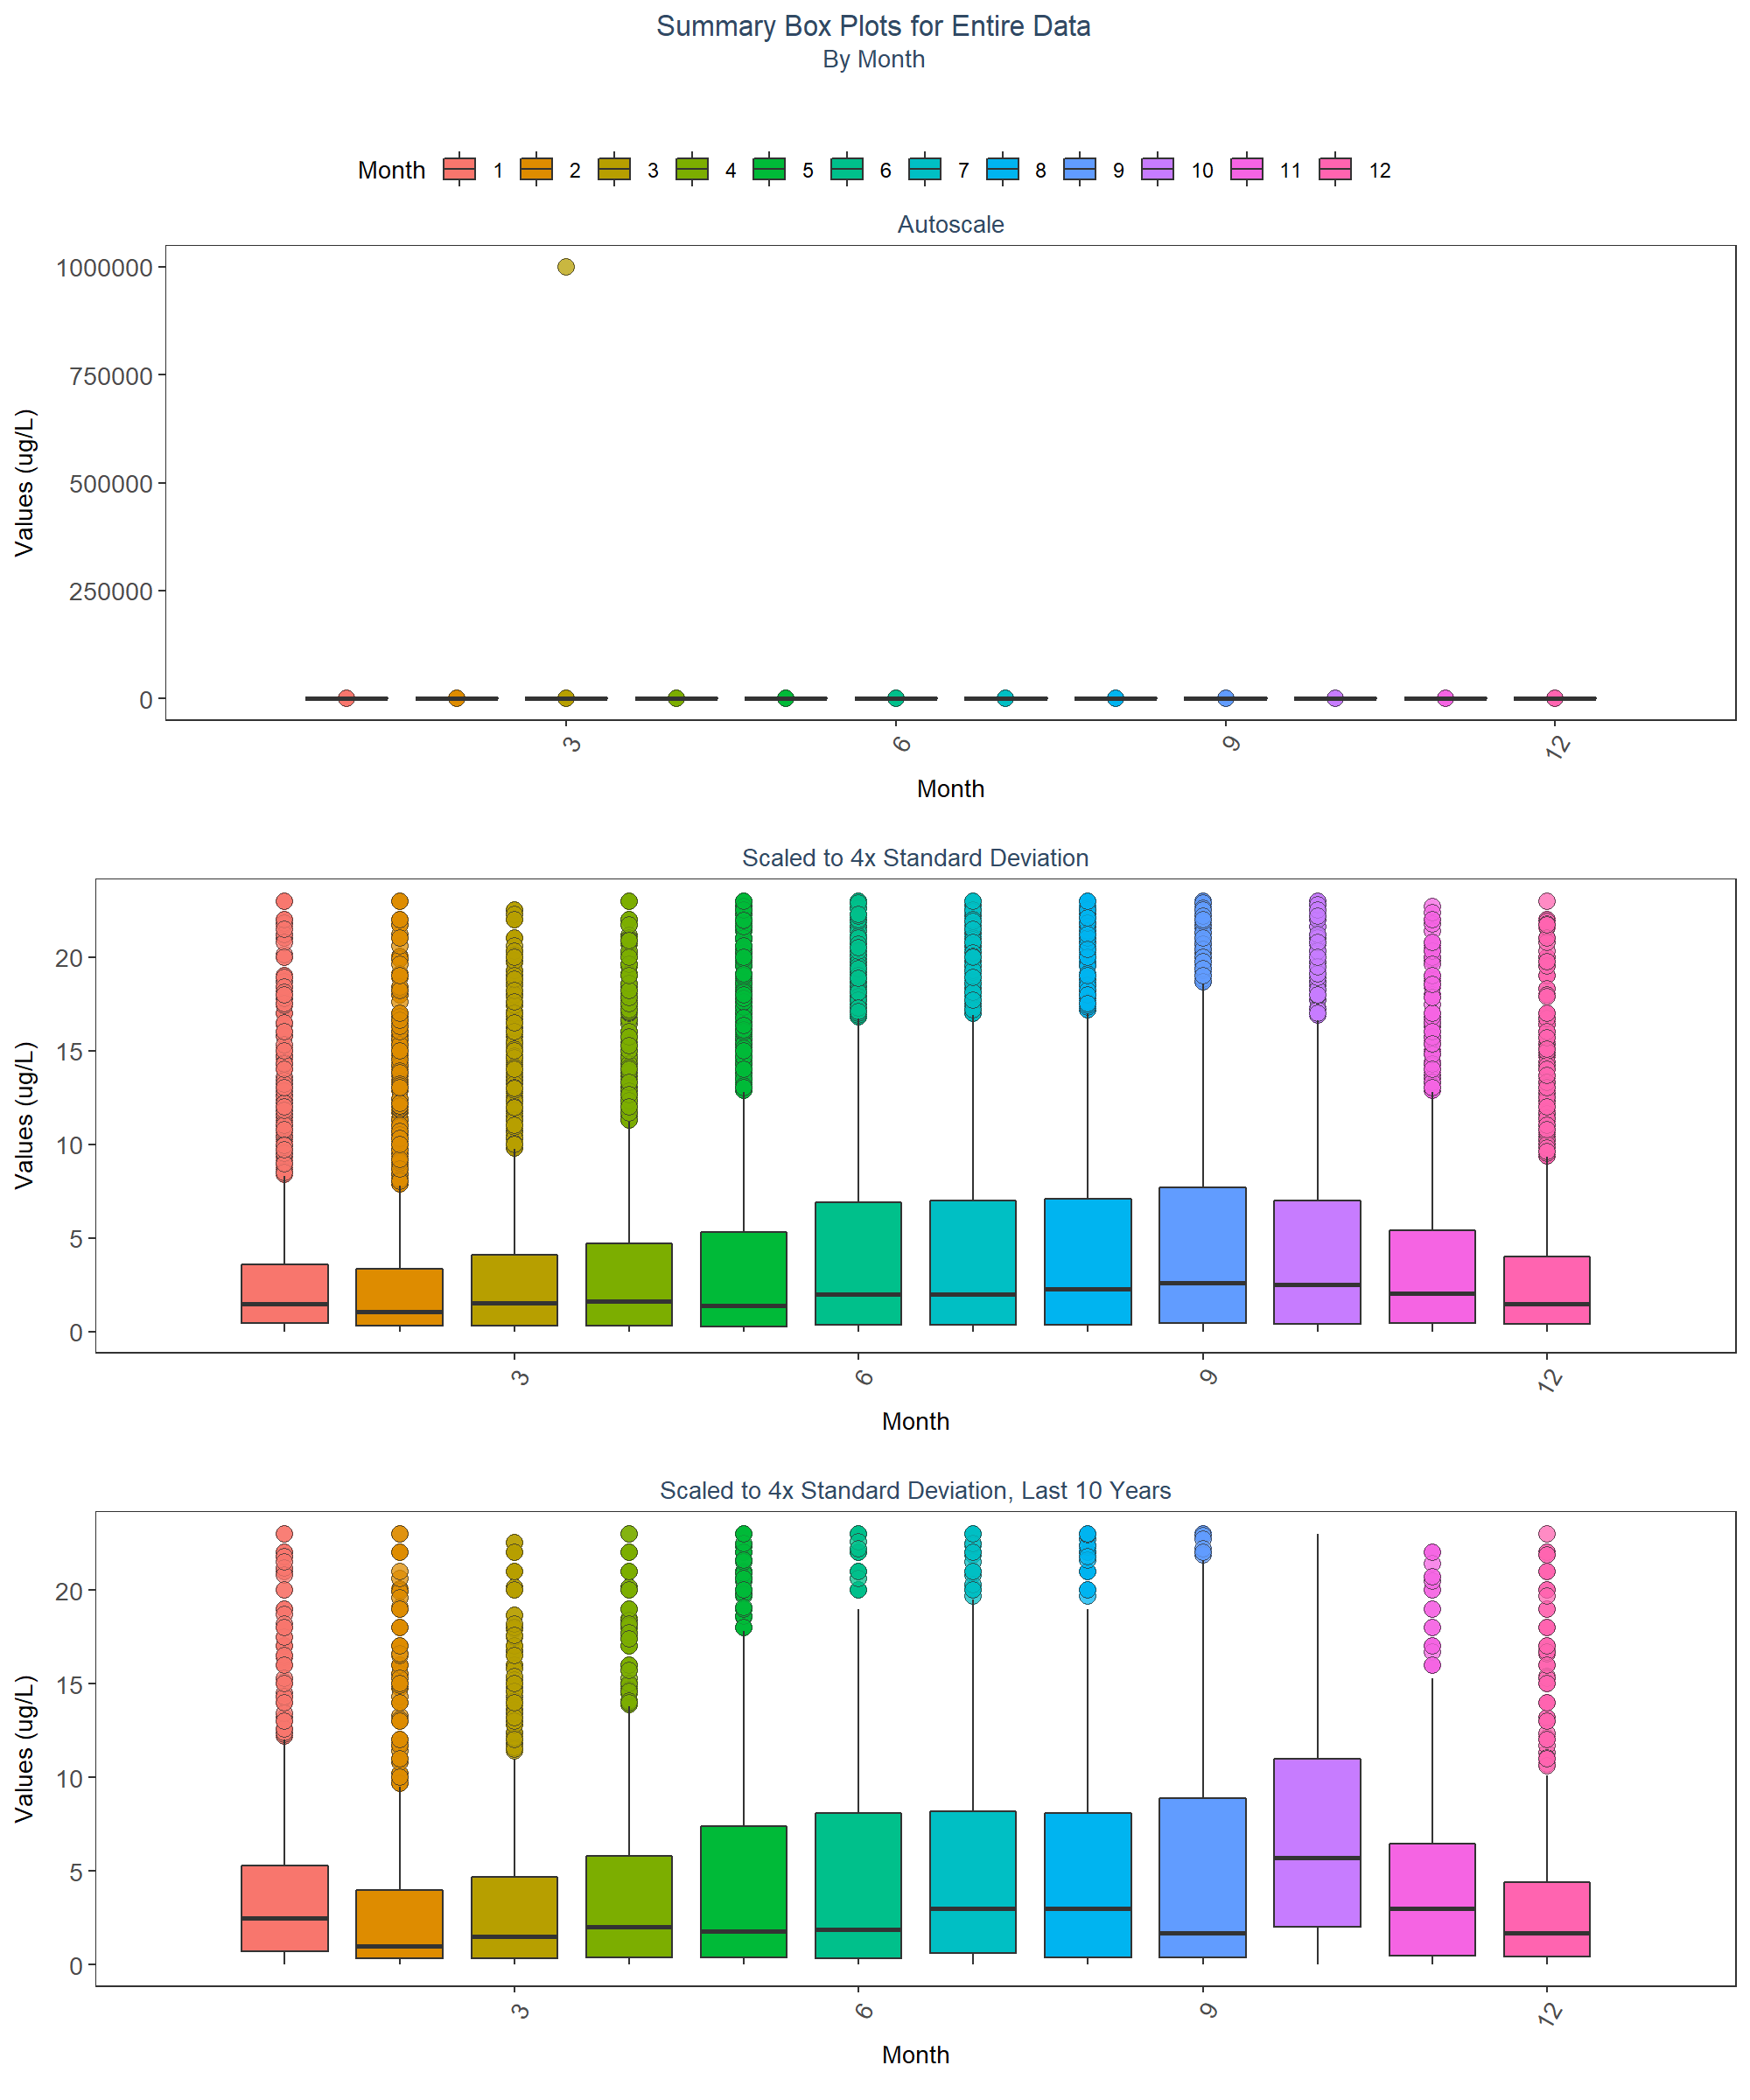 Summary Box Plots for Entire Data
By Month
Month 1 2 3 4 5 6 7 8 9 10 11 12
Autoscale
1000000
750000
500000
250000
0
Values (ug/L)
3 6 9 12
Month
Scaled to 4x Standard Deviation
20
15
10
5
0
Values (ug/L)
3 6 9 12
Month
Scaled to 4x Standard Deviation, Last 10 Years
20
15
10
5
0
Values (ug/L)
3 6 9 12
Month